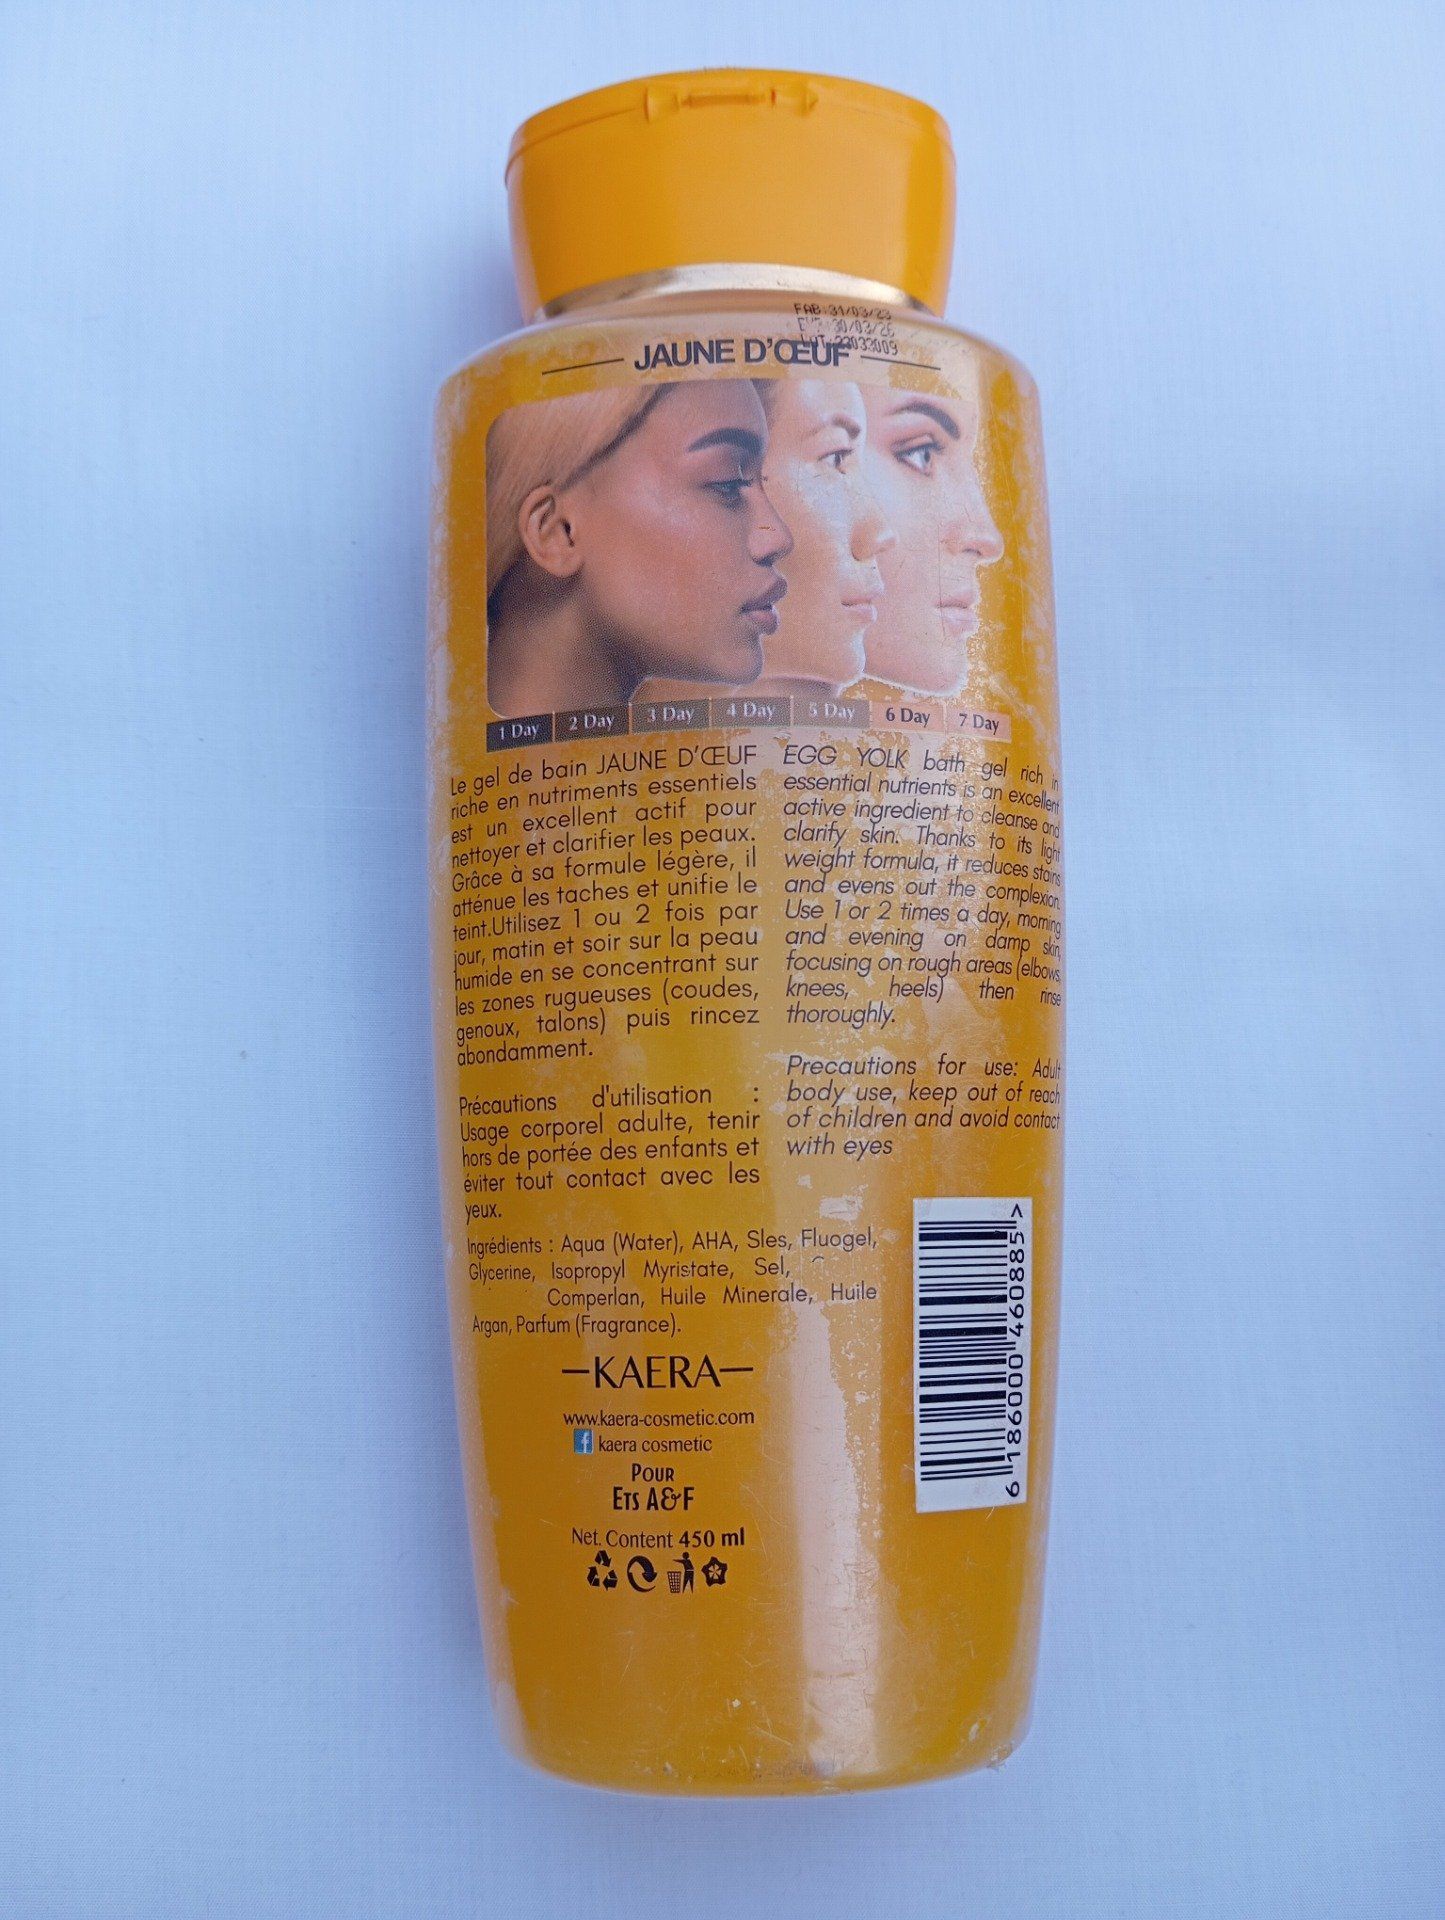 FAB:31/03/23
30/03/26
LOT 23033009
JAUNE D'ŒUF
1 Day 2 Day 3 Day 4 Day 5 Day 6 Day 7 Day
Le gel de bain JAUNE D'ŒUF
riche en nutriments essentiels
est un excellent actif pour
nettoyer et clarifier les peaux.
Grâce à sa formule légère, il
atténue les taches et unifie le
teint.Utilisez 1 ou 2 fois par
jour, matin et soir sur la peau
humide en se concentrant sur
les zones rugueuses (coudes,
genoux, talons) puis rincez
abondamment.
Précautions d'utilisation :
Usage corporel adulte, tenir
hors de portée des enfants et
éviter tout contact avec les
yeux.
EGG YOLK bath gel rich in
essential nutrients is an excellent
active ingredient to cleanse and
clarify skin. Thanks to its light
weight formula, it reduces stains
and evens out the complexion.
Use 1 or 2 times a day, morning
and evening on damp skin,
focusing on rough areas (elbows,
knees, heels) then rinse
thoroughly.
Precautions for use: Adult
body use, keep out of reach
of children and avoid contact
with eyes
Ingrédients : Aqua (Water), AHA, Sles, Fluogel,
Glycerine, Isopropyl Myristate, Sel,
Comperlan, Huile Minerale, Huile
Argan, Parfum (Fragrance).
KAERA
www.kaera-cosmetic.com
f kaera cosmetic
POUR
ETS A&F
Net. Content 450 ml
6 186000 460885 >